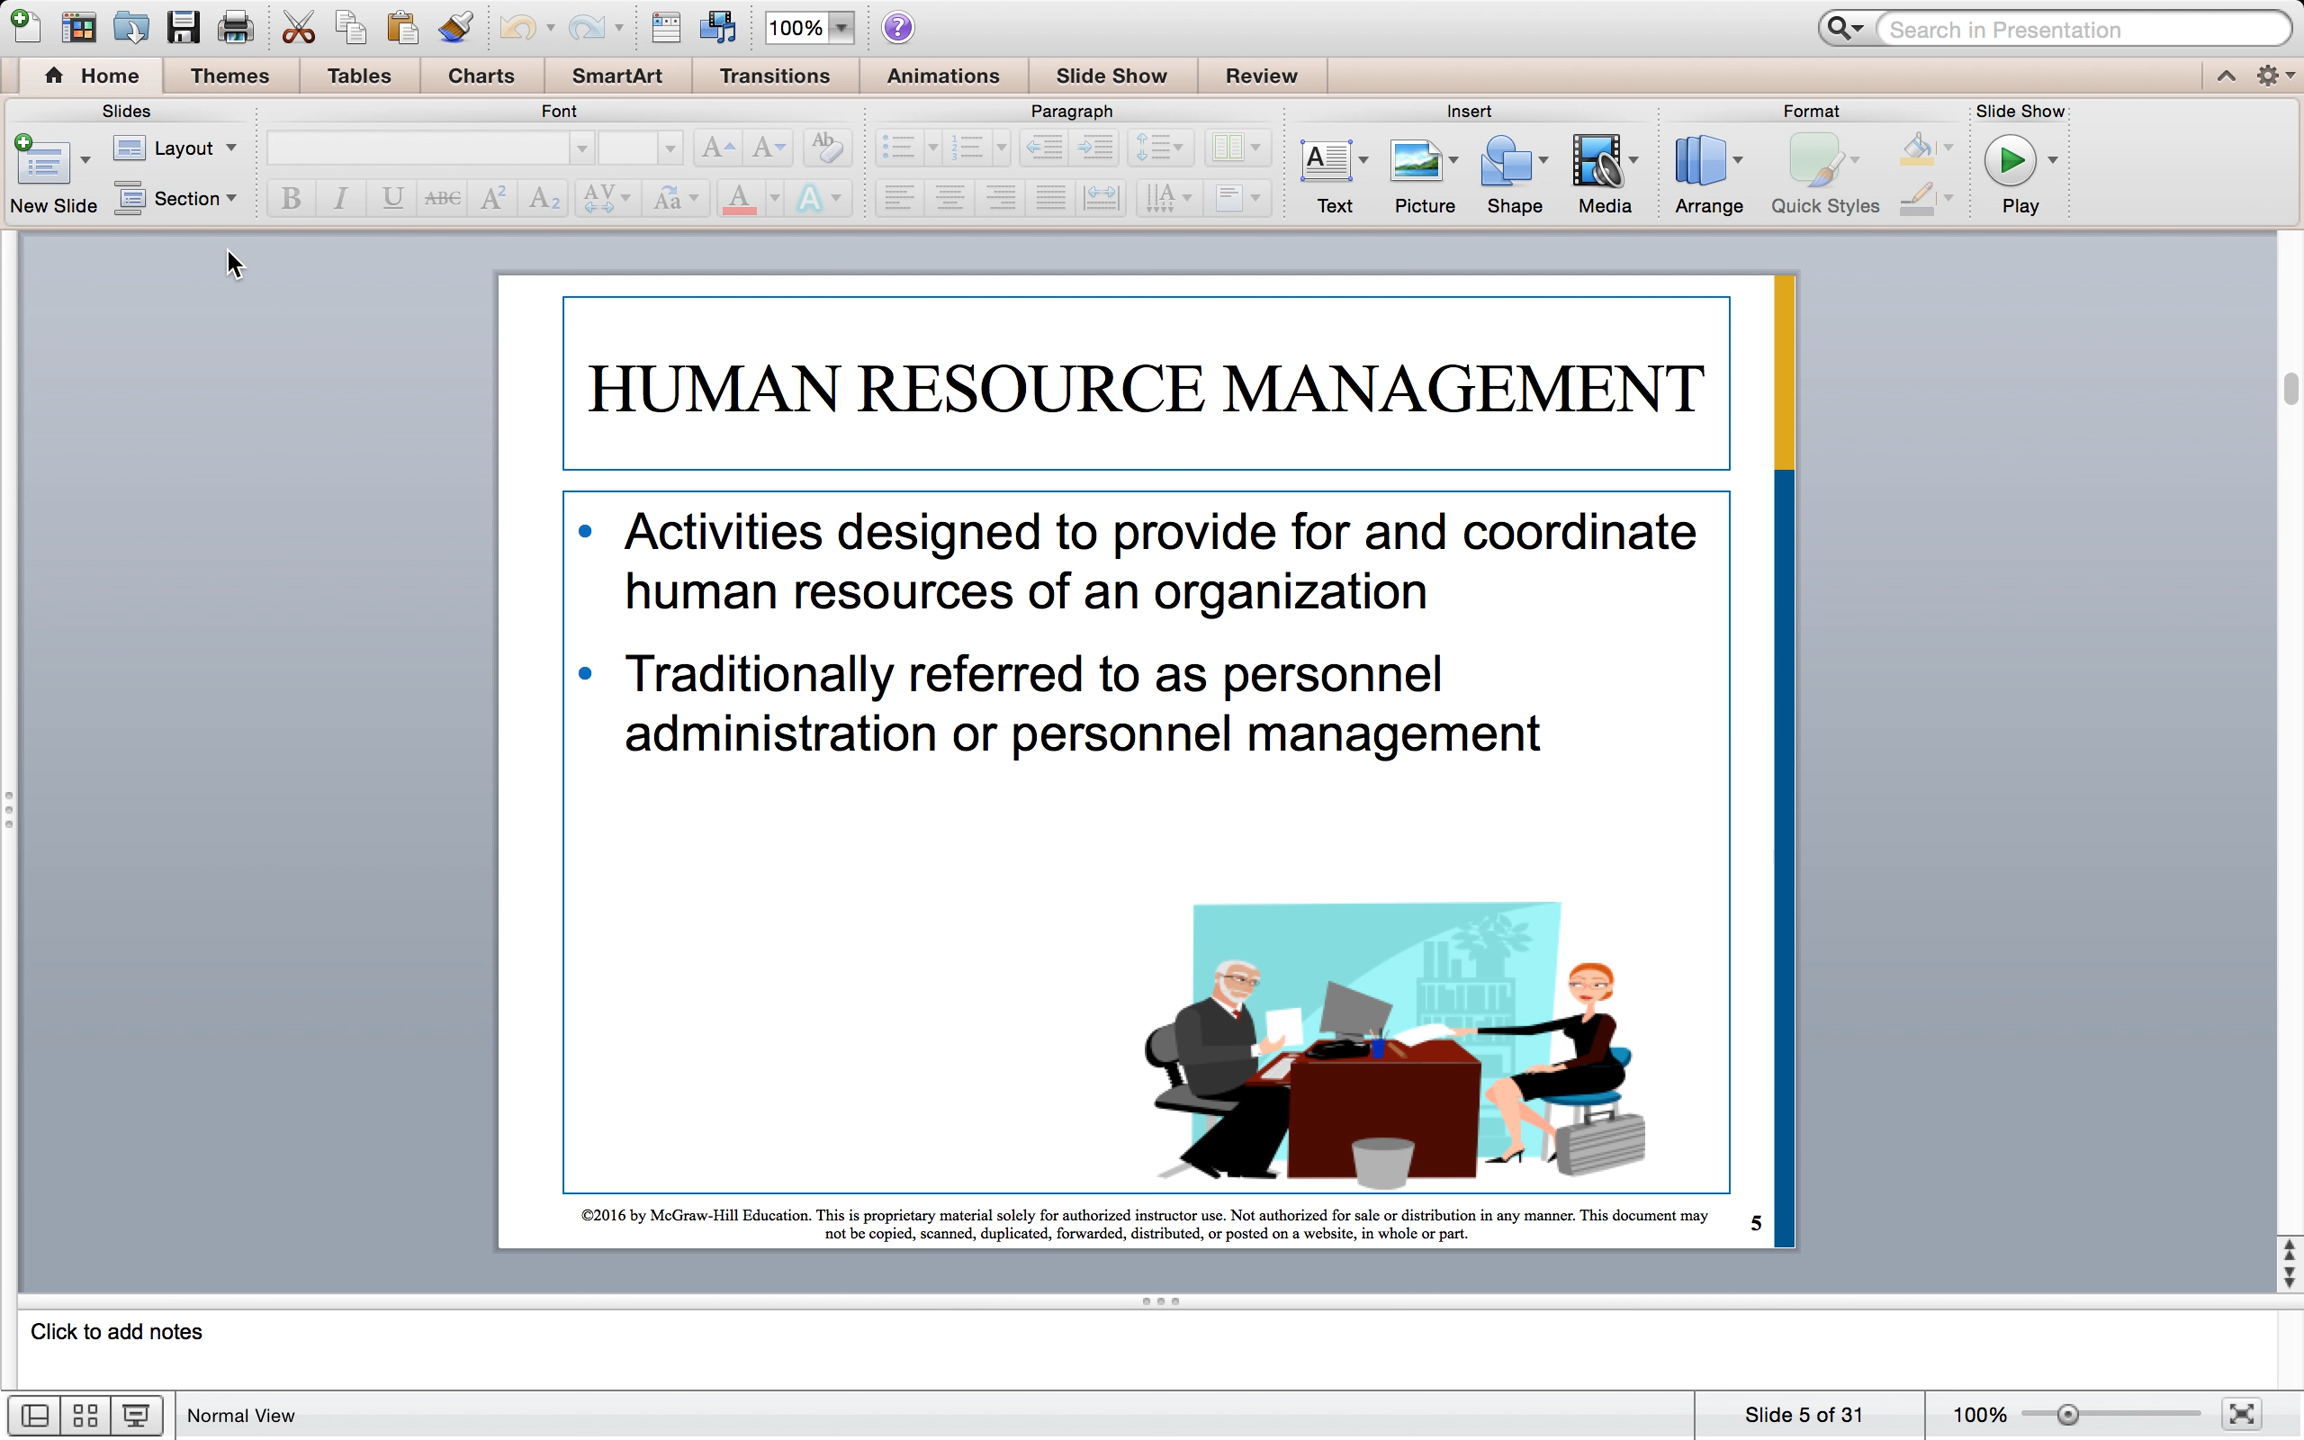 100%
Search in Presentation
Home Themes Tables Charts SmartArt Transitions Animations Slide Show Review
Slides Font Paragraph Insert Format Slide Show
New Slide Layout Section
B I U ABC A2 A2 AV Aa A A
Text Picture Shape Media Arrange Quick Styles Play
HUMAN RESOURCE MANAGEMENT
• Activities designed to provide for and coordinate
human resources of an organization
• Traditionally referred to as personnel
administration or personnel management
©2016 by McGraw-Hill Education. This is proprietary material solely for authorized instructor use. Not authorized for sale or distribution in any manner. This document may
not be copied, scanned, duplicated, forwarded, distributed, or posted on a website, in whole or part.
5
Click to add notes
Normal View
Slide 5 of 31
100%